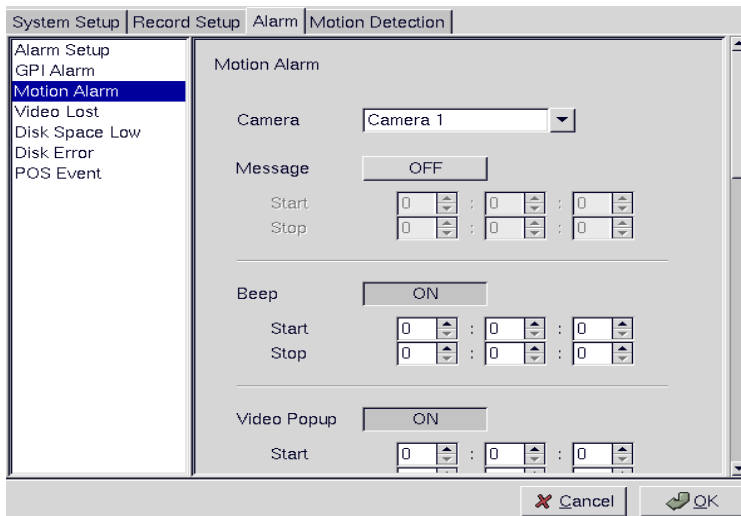 System Setup Record Setup Alarm Motion Detection
Alarm Setup
GPI Alarm
Motion Alarm
Video Lost
Disk Space Low
Disk Error
POS Event
Motion Alarm
Camera Camera 1
Message OFF
Start 0 : 0 : 0
Stop 0 : 0 : 0
Beep ON
Start 0 : 0 : 0
Stop 0 : 0 : 0
Video Popup ON
Start 0 : 0 : 0
Cancel OK